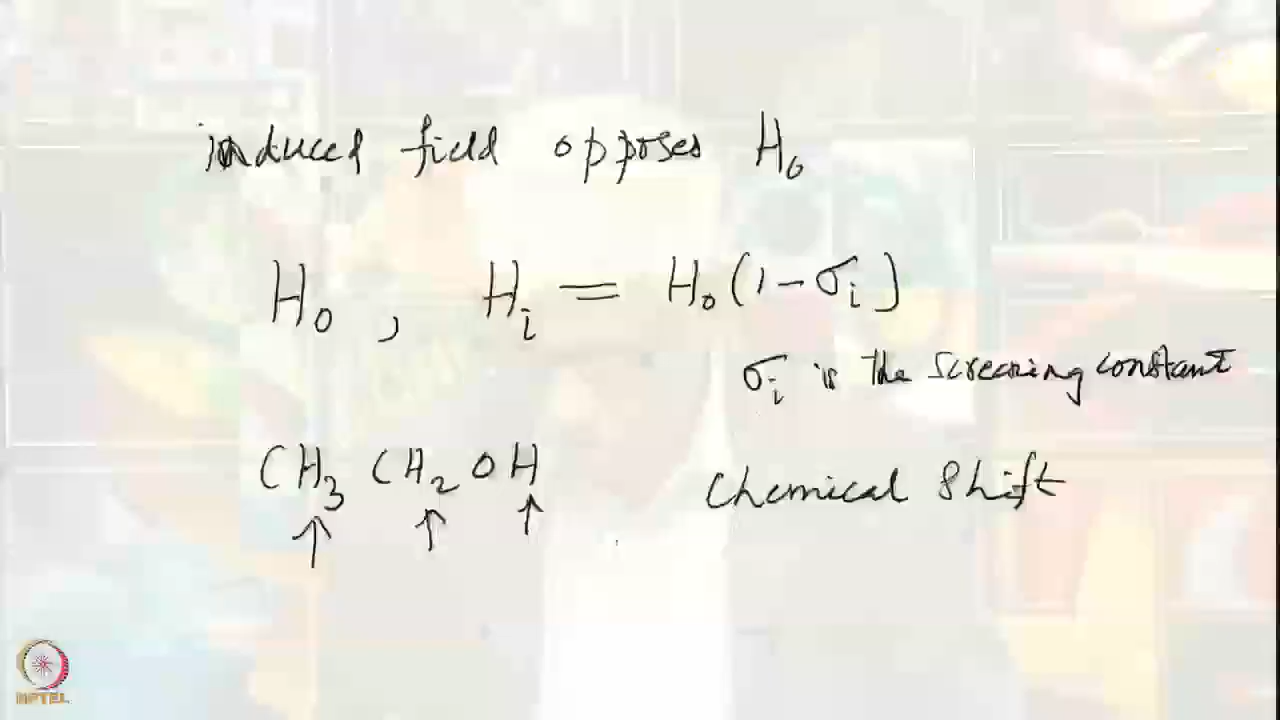 induced field opposes H₀
H₀ , Hᵢ = H₀(1-σᵢ)
σᵢ is the screening constant
CH₃ CH₂ OH Chemical Shift
↑ ↑ ↑
NPTEL